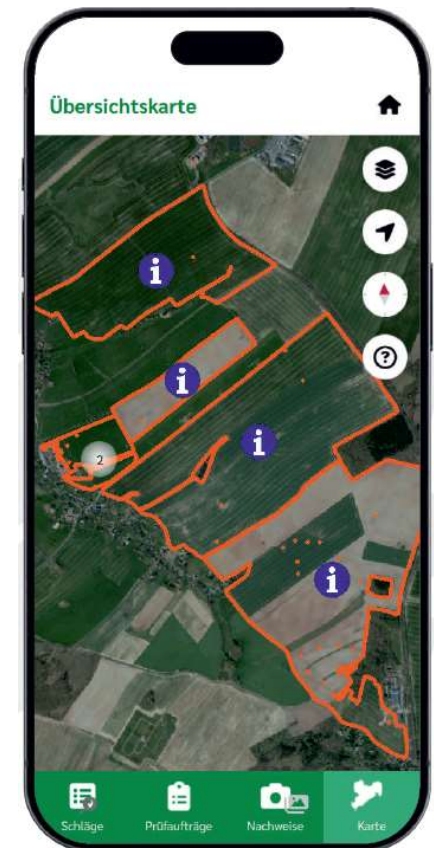 Übersichtskarte
i
i
i
2
i
Schläge
Prüfaufträge
Nachweise
Karte